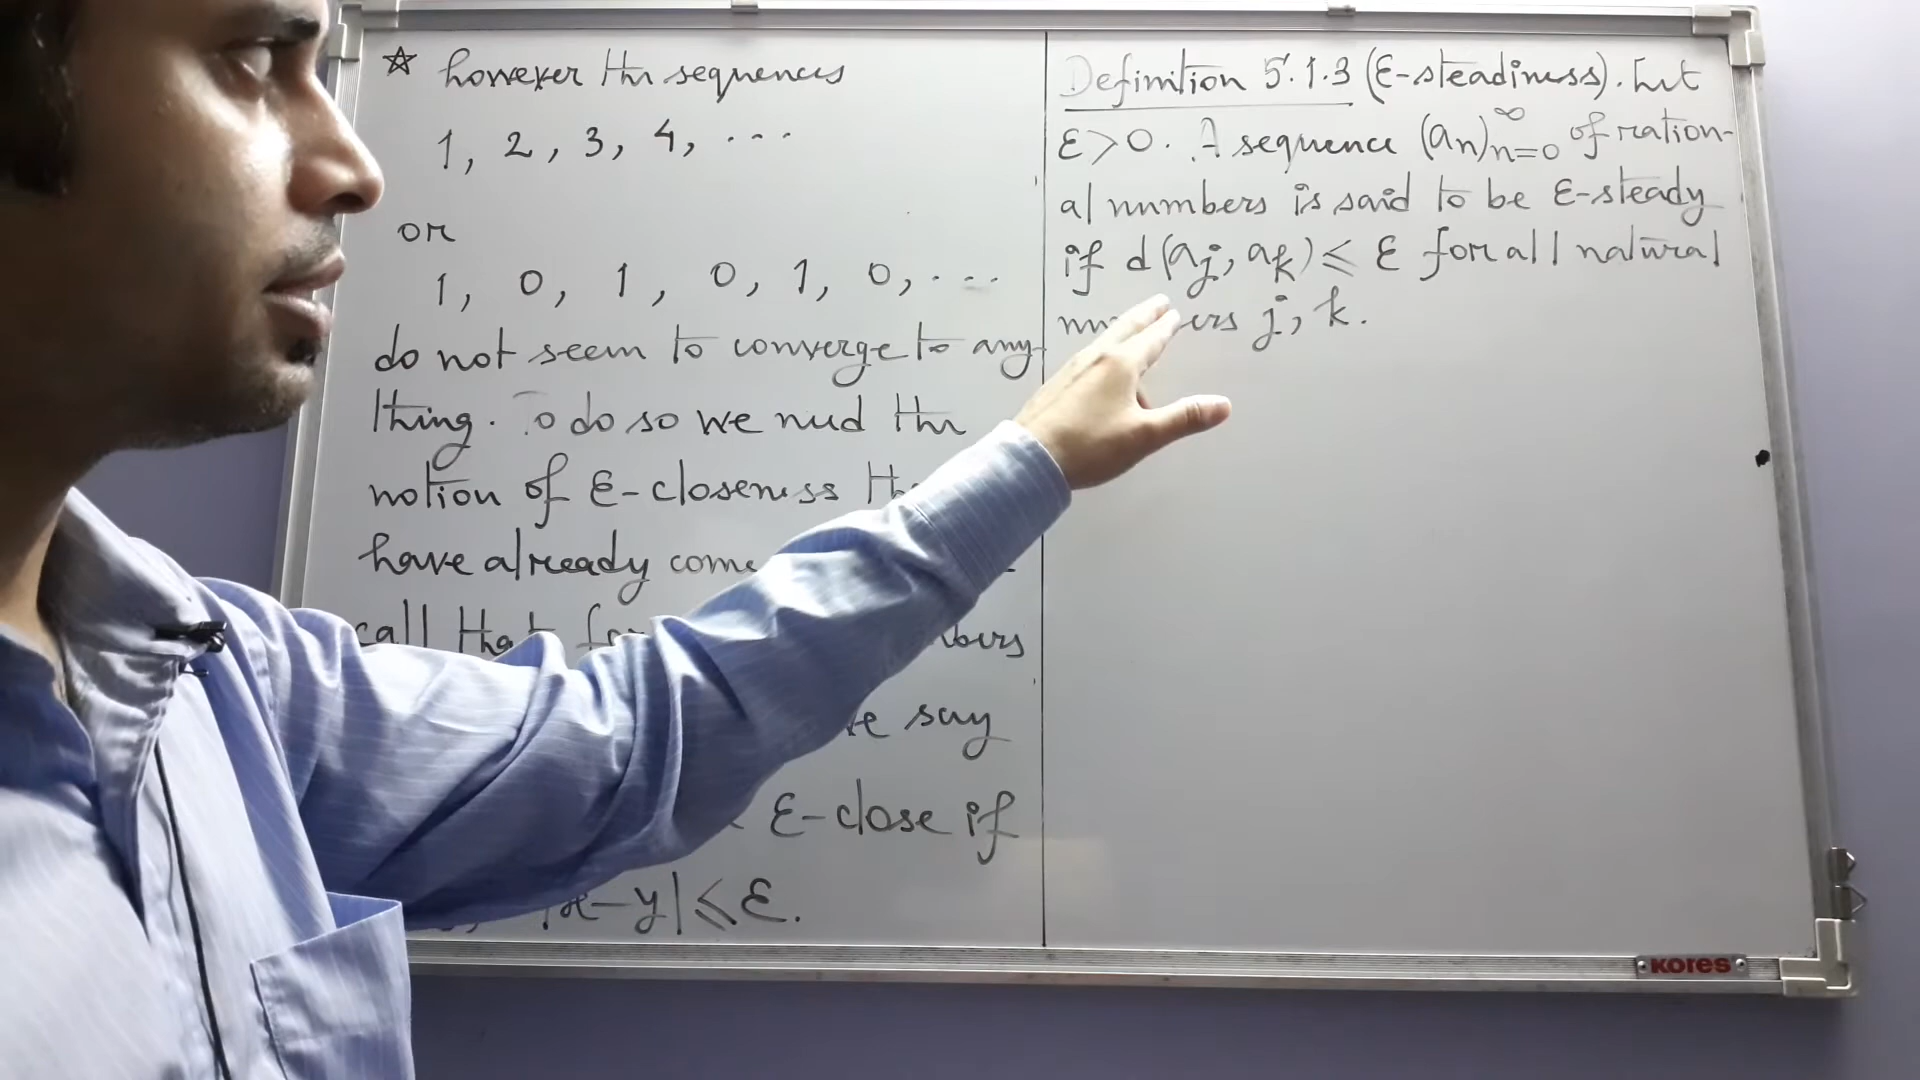 ☆ however the sequences
1, 2, 3, 4, ...
or
1, 0, 1, 0, 1, 0, ...
do not seem to converge to any-
thing. To do so we need the
notion of ε-closeness
have already come
call that
say
ε-close if
|x-y| ≤ ε.
Definition 5.1.3 (ε-steadiness). Let
ε > 0. A sequence (aₙ)ₙ₌₀^∞ of ration-
al numbers is said to be ε-steady
if d(aⱼ, aₖ) ≤ ε for all natural
j, k.
KORES